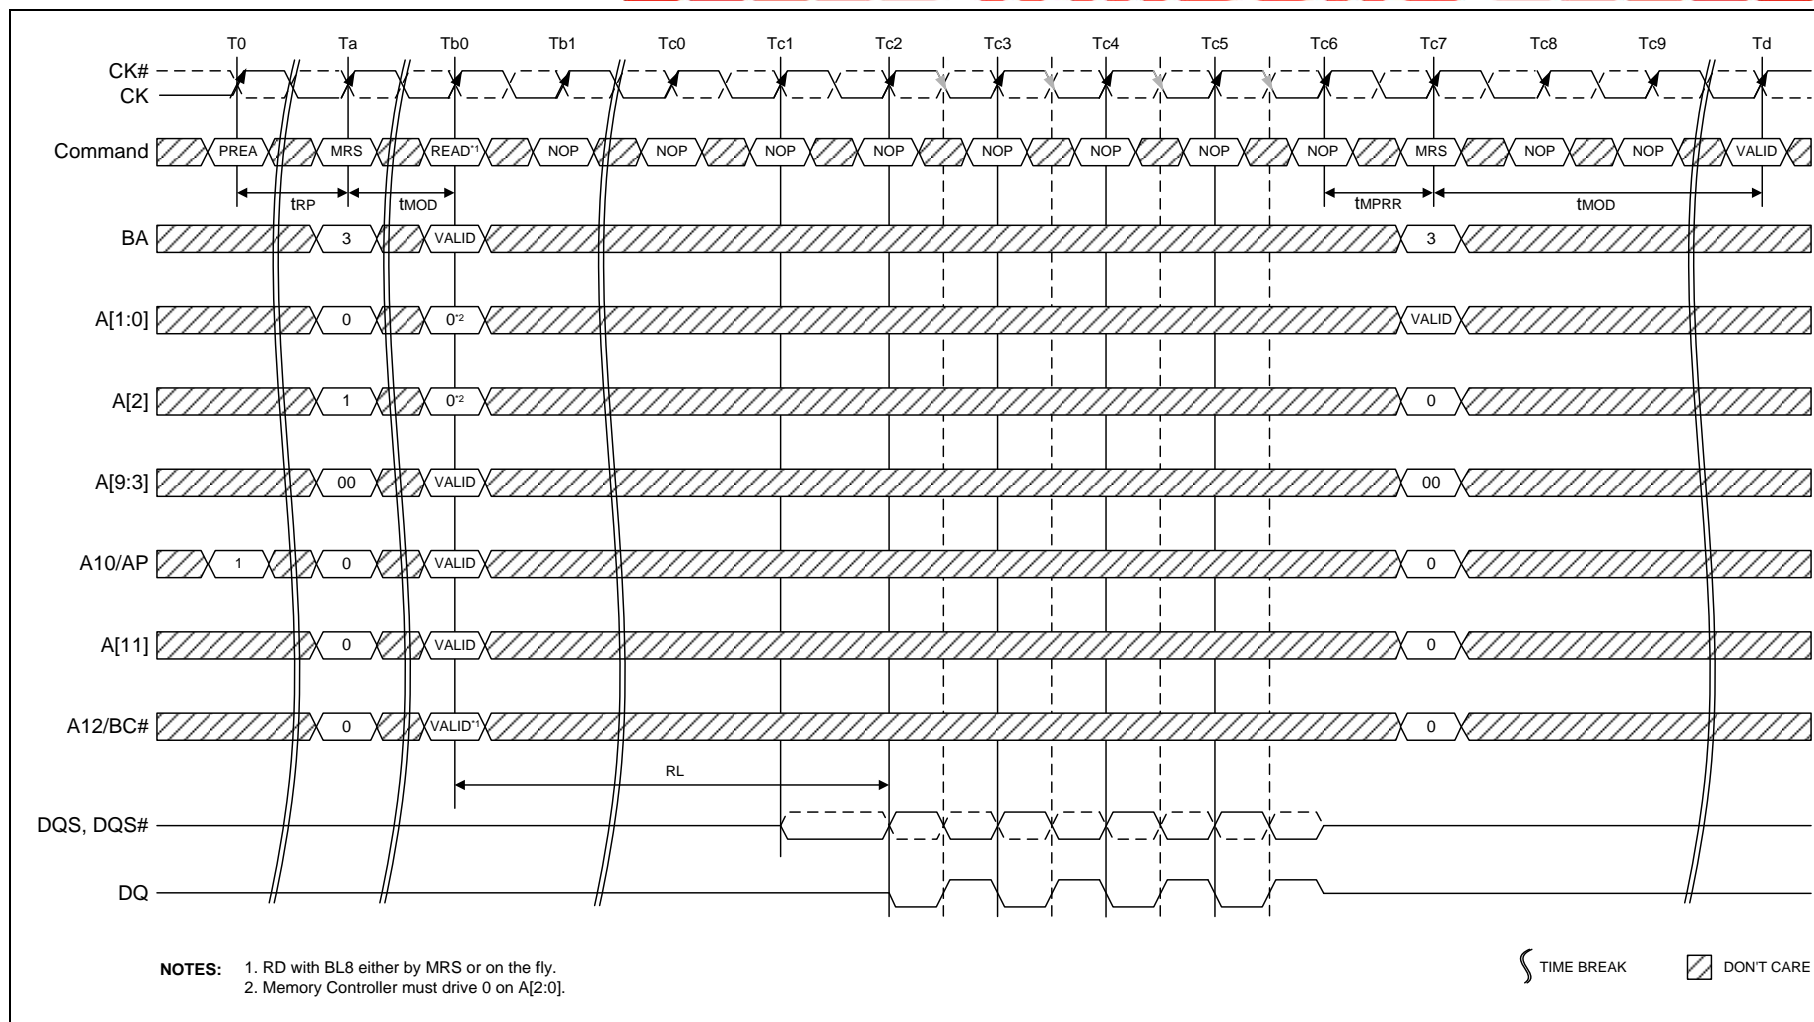 T0 Ta Tb0 Tb1 Tc0 Tc1 Tc2 Tc3 Tc4 Tc5 Tc6 Tc7 Tc8 Tc9 Td
CK#
CK
Command PREA MRS READ*1 NOP NOP NOP NOP NOP NOP NOP NOP MRS NOP NOP VALID
tRP tMOD tMPRR tMOD
BA 3 VALID 3
A[1:0] 0 0*2 VALID
A[2] 1 0*2 0
A[9:3] 00 VALID 00
A10/AP 1 0 VALID 0
A[11] 0 VALID 0
A12/BC# 0 VALID*1 0
RL
DQS, DQS#
DQ
NOTES: 1. RD with BL8 either by MRS or on the fly.
2. Memory Controller must drive 0 on A[2:0].
TIME BREAK DON'T CARE